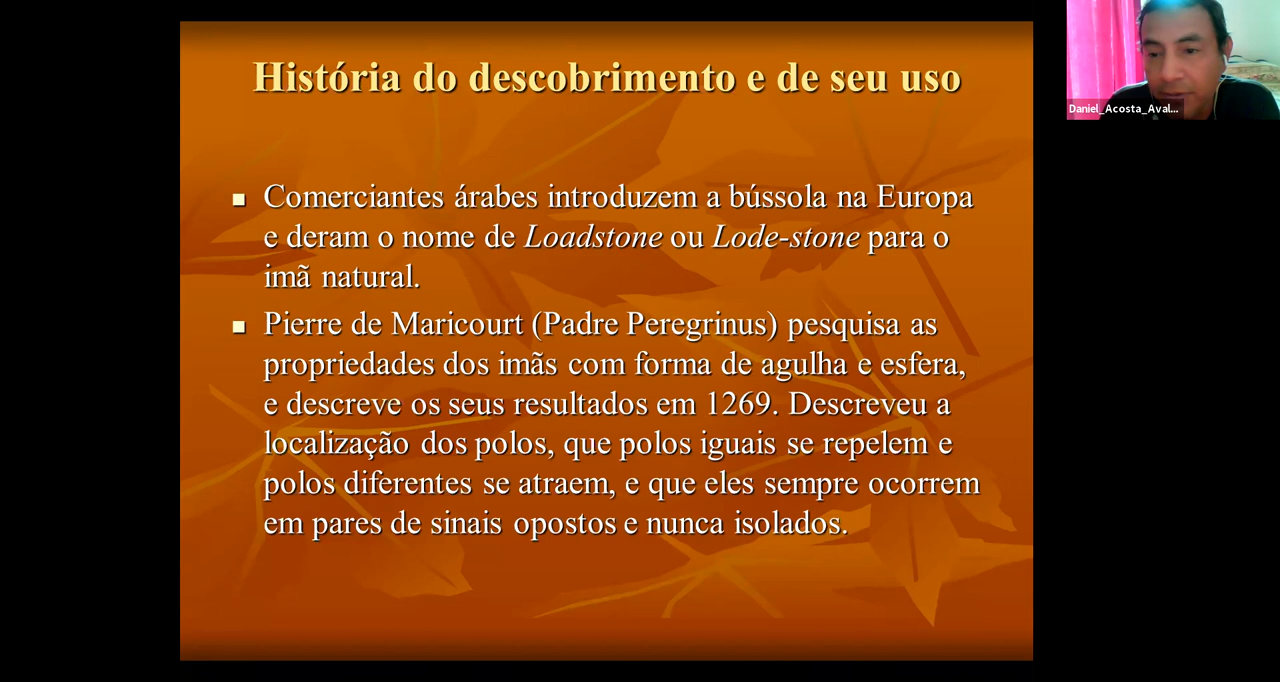 História do descobrimento e de seu uso
Comerciantes árabes introduzem a bússola na Europa
e deram o nome de Loadstone ou Lode-stone para o
imã natural.
Pierre de Maricourt (Padre Peregrinus) pesquisa as
propriedades dos imãs com forma de agulha e esfera,
e descreve os seus resultados em 1269. Descreveu a
localização dos polos, que polos iguais se repelem e
polos diferentes se atraem, e que eles sempre ocorrem
em pares de sinais opostos e nunca isolados.
Daniel_Acosta_Aval...